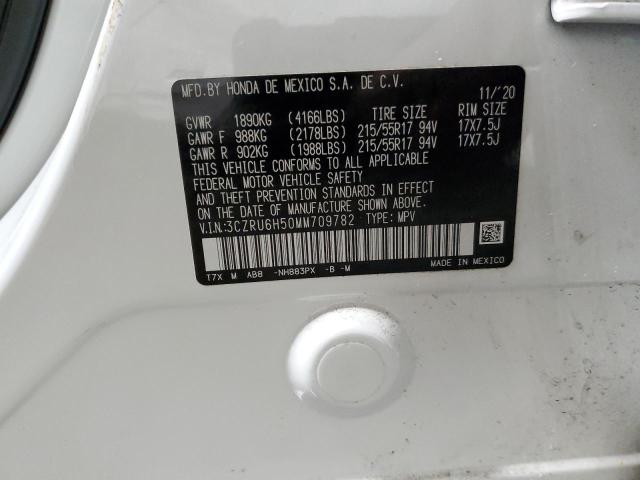 MFD.BY HONDA DE MEXICO S.A. DE C.V. 11/'20
GVWR 1890KG (4166LBS) TIRE SIZE RIM SIZE
GAWR F 988KG (2178LBS) 215/55R17 94V 17X7.5J
GAWR R 902KG (1988LBS) 215/55R17 94V 17X7.5J
THIS VEHICLE CONFORMS TO ALL APPLICABLE
FEDERAL MOTOR VEHICLE SAFETY
AND THEFT PREVENTION STANDARDS IN EFFECT
ON THE DATE OF MANUFACTURE SHOWN ABOVE.
V.I.N.:3CZRU6H50MM709782 TYPE: MPV
T7X M AB8 -NH883PX -B -M MADE IN MEXICO